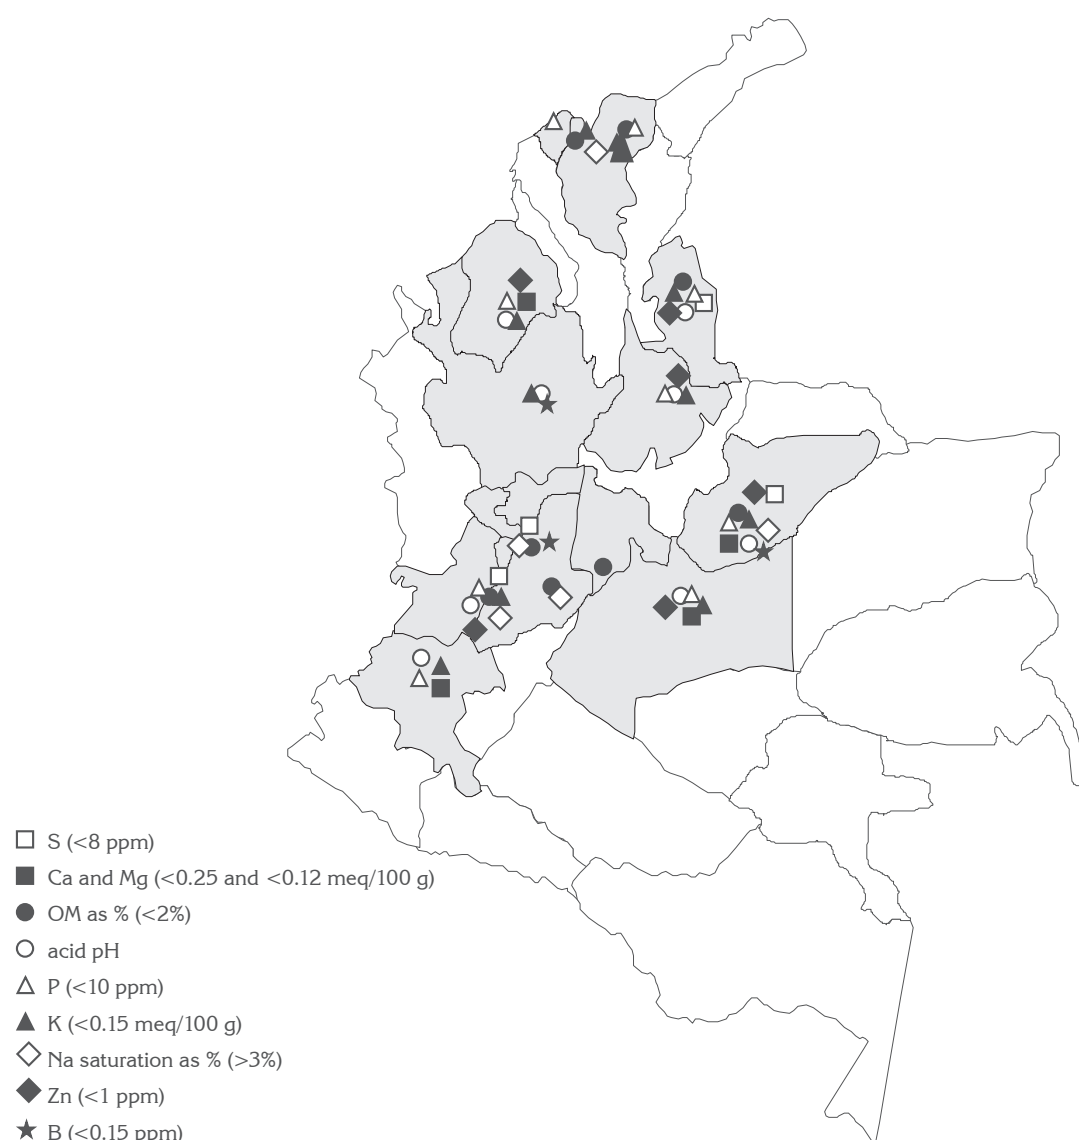 S (<8 ppm)
Ca and Mg (<0.25 and <0.12 meq/100 g)
OM as % (<2%)
acid pH
P (<10 ppm)
K (<0.15 meq/100 g)
Na saturation as % (>3%)
Zn (<1 ppm)
B (<0.15 ppm)